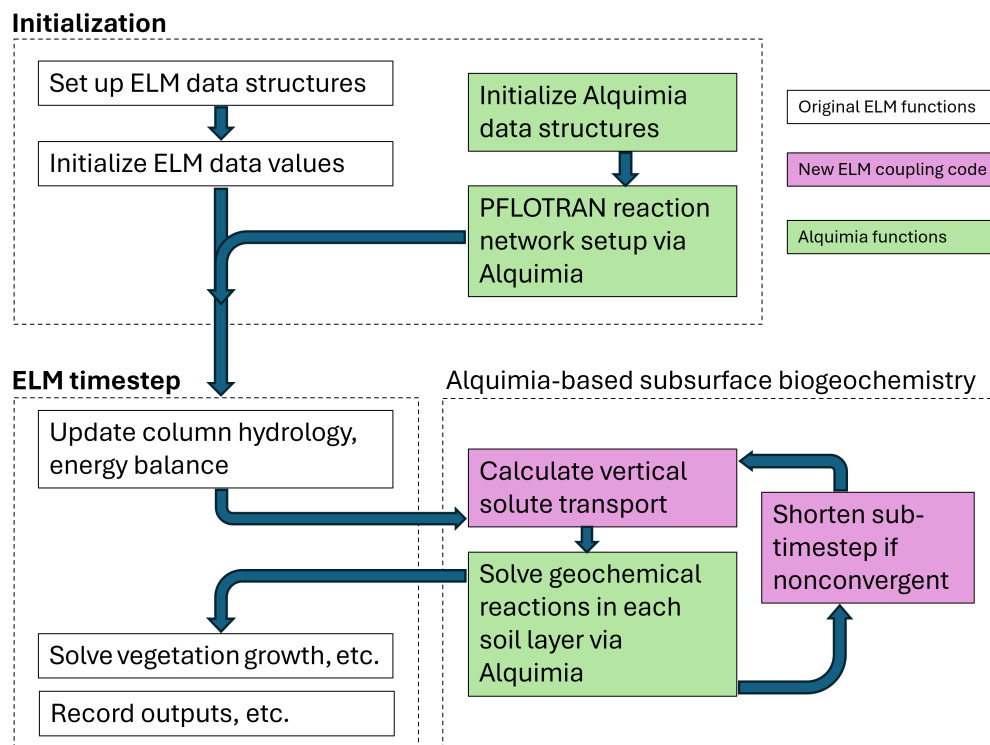 Initialization
Set up ELM data structures
Initialize ELM data values
Initialize Alquimia
data structures
PFLOTRAN reaction
network setup via
Alquimia
Original ELM functions
New ELM coupling code
Alquimia functions
ELM timestep
Update column hydrology,
energy balance
Solve vegetation growth, etc.
Record outputs, etc.
Alquimia-based subsurface biogeochemistry
Calculate vertical
solute transport
Solve geochemical
reactions in each
soil layer via
Alquimia
Shorten sub-
timestep if
nonconvergent